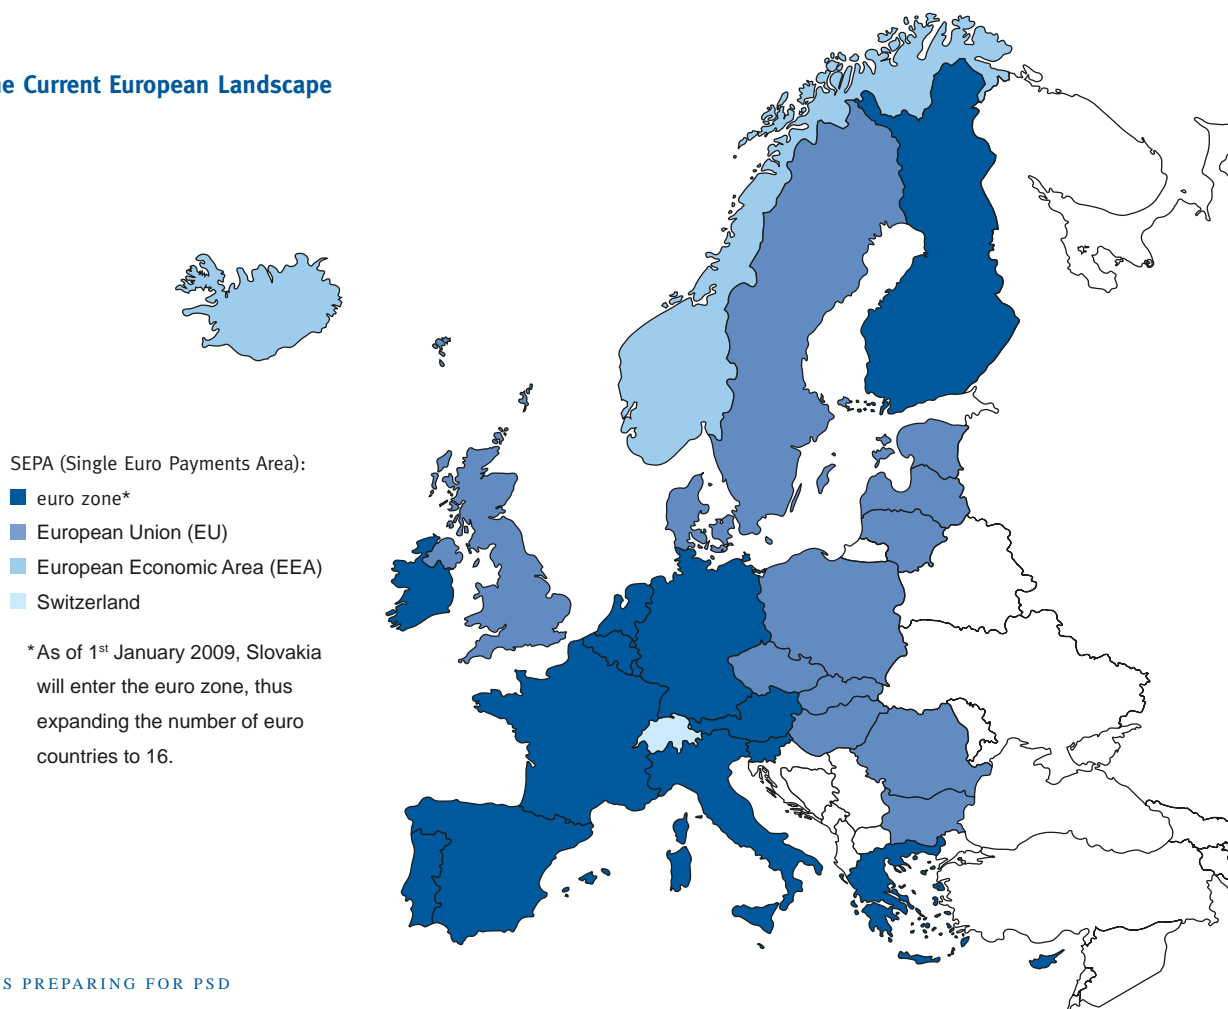 e Current European Landscape
SEPA (Single Euro Payments Area):
euro zone*
European Union (EU)
European Economic Area (EEA)
Switzerland
*As of 1st January 2009, Slovakia
will enter the euro zone, thus
expanding the number of euro
countries to 16.
S PREPARING FOR PSD